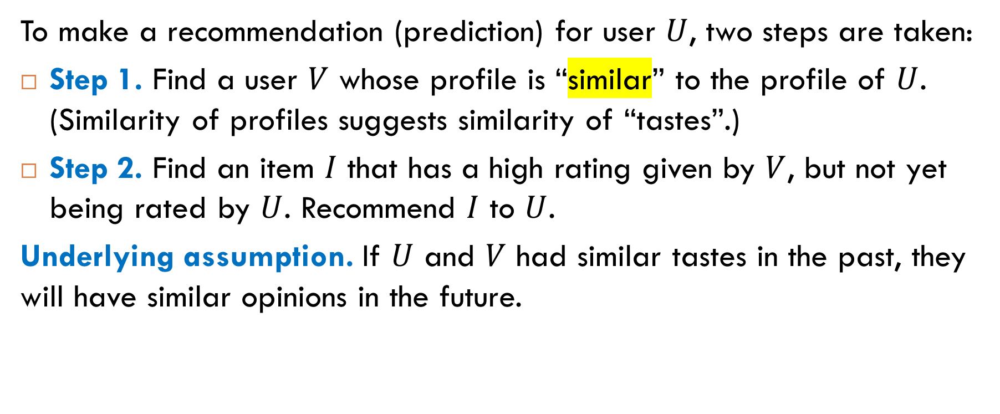 To make a recommendation (prediction) for user U, two steps are taken:
□ Step 1. Find a user V whose profile is “similar” to the profile of U.
(Similarity of profiles suggests similarity of “tastes”.)
□ Step 2. Find an item I that has a high rating given by V, but not yet
being rated by U. Recommend I to U.
Underlying assumption. If U and V had similar tastes in the past, they
will have similar opinions in the future.